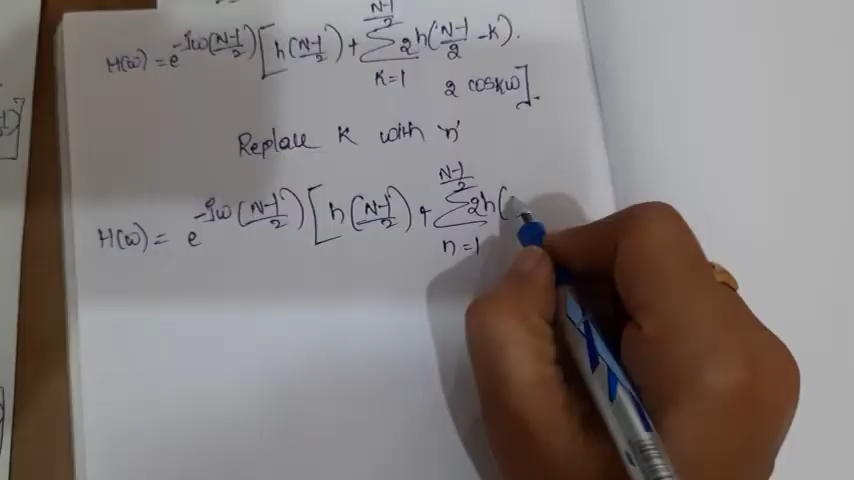 H(ω) = e^{-jω(N-1/2)} [h(N-1/2) + Σ_{K=1}^{N-1/2} 2h(N-1/2 - K).
2 cosKω].
Replace K with 'n'
H(ω) = e^{-jω(N-1/2)} [h(N-1/2) + Σ_{n=1}^{N-1/2} 2h(